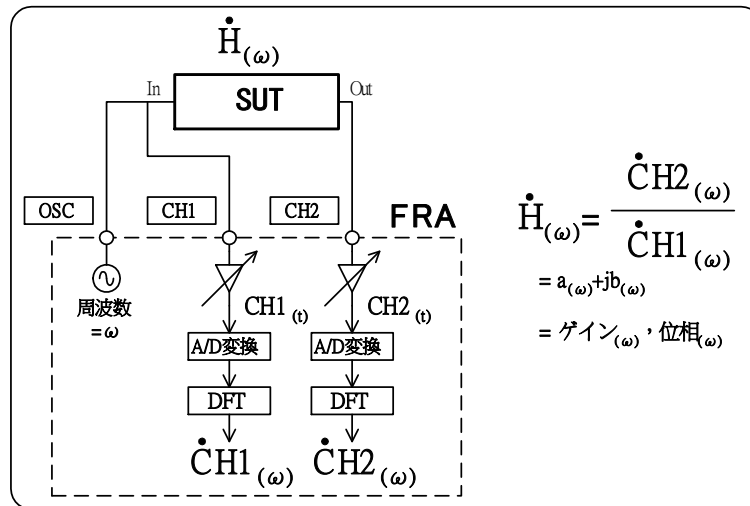 Ḣ(ω)
In
SUT
Out
OSC
CH1
CH2
FRA
周波数
=ω
CH1(t)
CH2(t)
A/D変換
A/D変換
DFT
DFT
ĊH1(ω)
ĊH2(ω)
Ḣ(ω)=
ĊH2(ω)
ĊH1(ω)
= a(ω)+jb(ω)
= ゲイン(ω)，位相(ω)